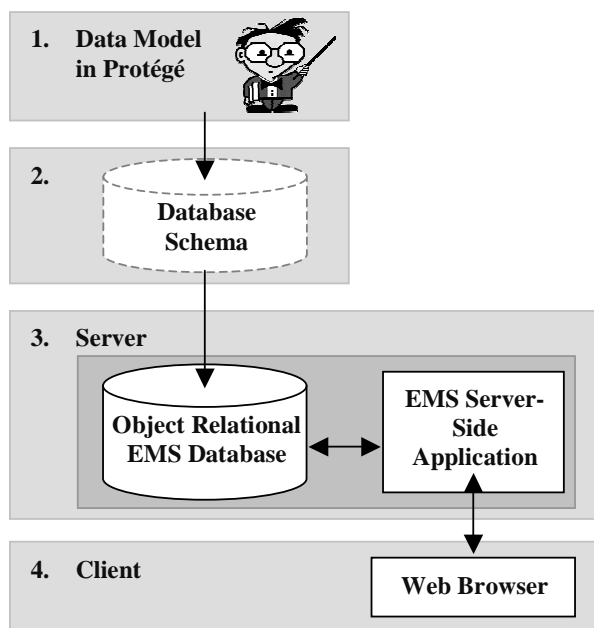 1. Data Model
in Protégé
2.
Database
Schema
3. Server
Object Relational
EMS Database
EMS Server-
Side
Application
4. Client
Web Browser